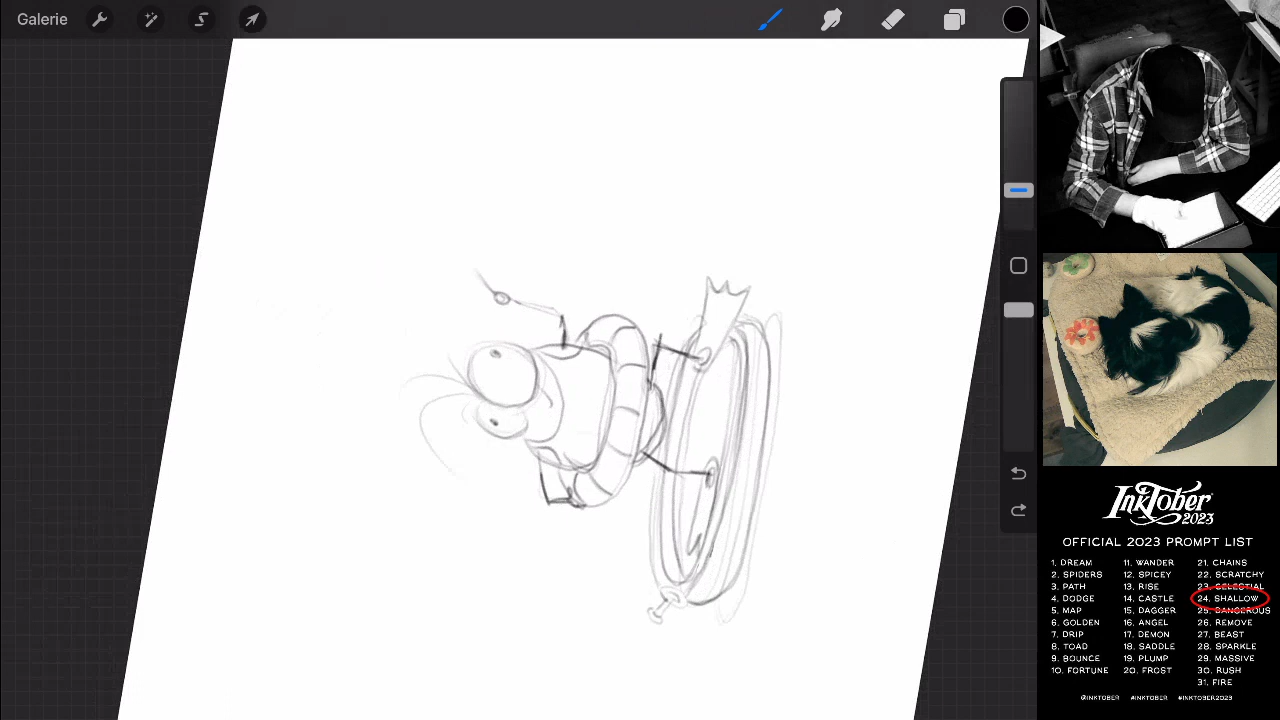 Galerie
INKTOBER
2023
OFFICIAL 2023 PROMPT LIST
1. DREAM
2. SPIDERS
3. PATH
4. DODGE
5. MAP
6. GOLDEN
7. DRIP
8. TOAD
9. BOUNCE
10. FORTUNE
11. WANDER
12. SPICEY
13. RISE
14. CASTLE
15. DAGGER
16. ANGEL
17. DEMON
18. SADDLE
19. PLUMP
20. FROST
21. CHAINS
22. SCRATCHY
23. CELESTIAL
24. SHALLOW
25. DANGEROUS
26. REMOVE
27. BEAST
28. SPARKLE
29. MASSIVE
30. RUSH
31. FIRE
@INKTOBER #INKTOBER #INKTOBER2023